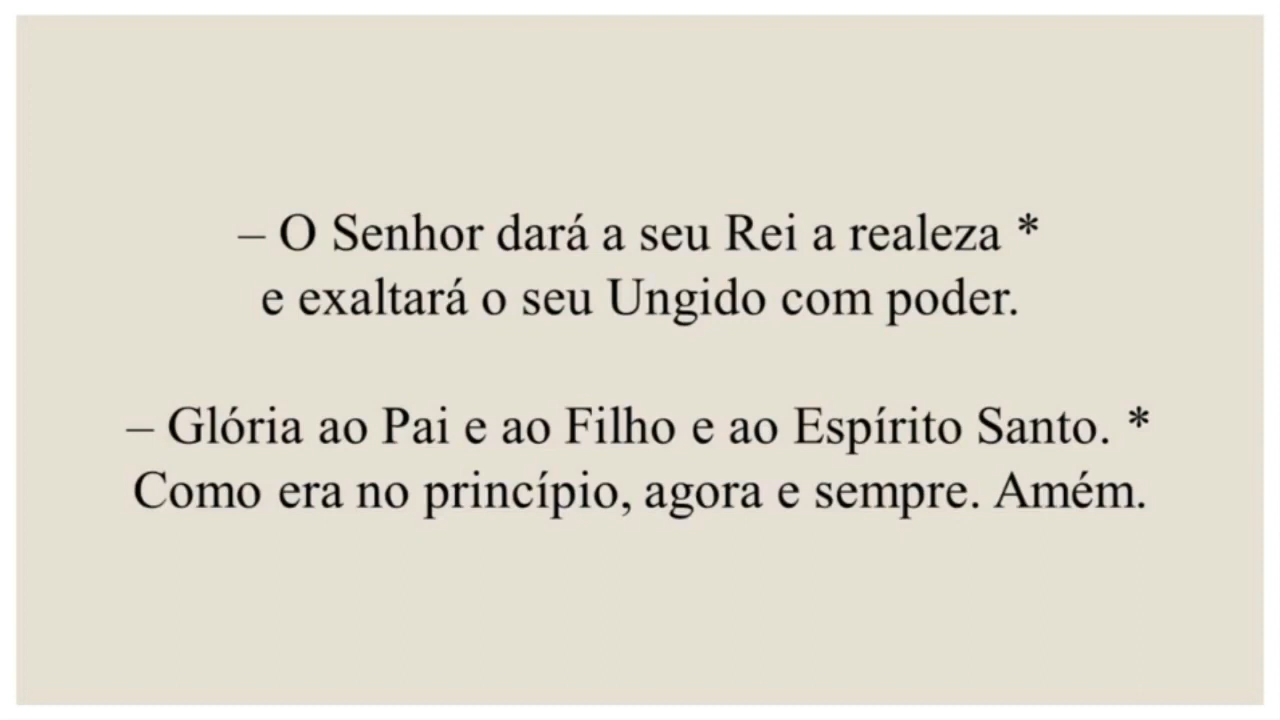 – O Senhor dará a seu Rei a realeza *
e exaltará o seu Ungido com poder.
– Glória ao Pai e ao Filho e ao Espírito Santo. *
Como era no princípio, agora e sempre. Amém.